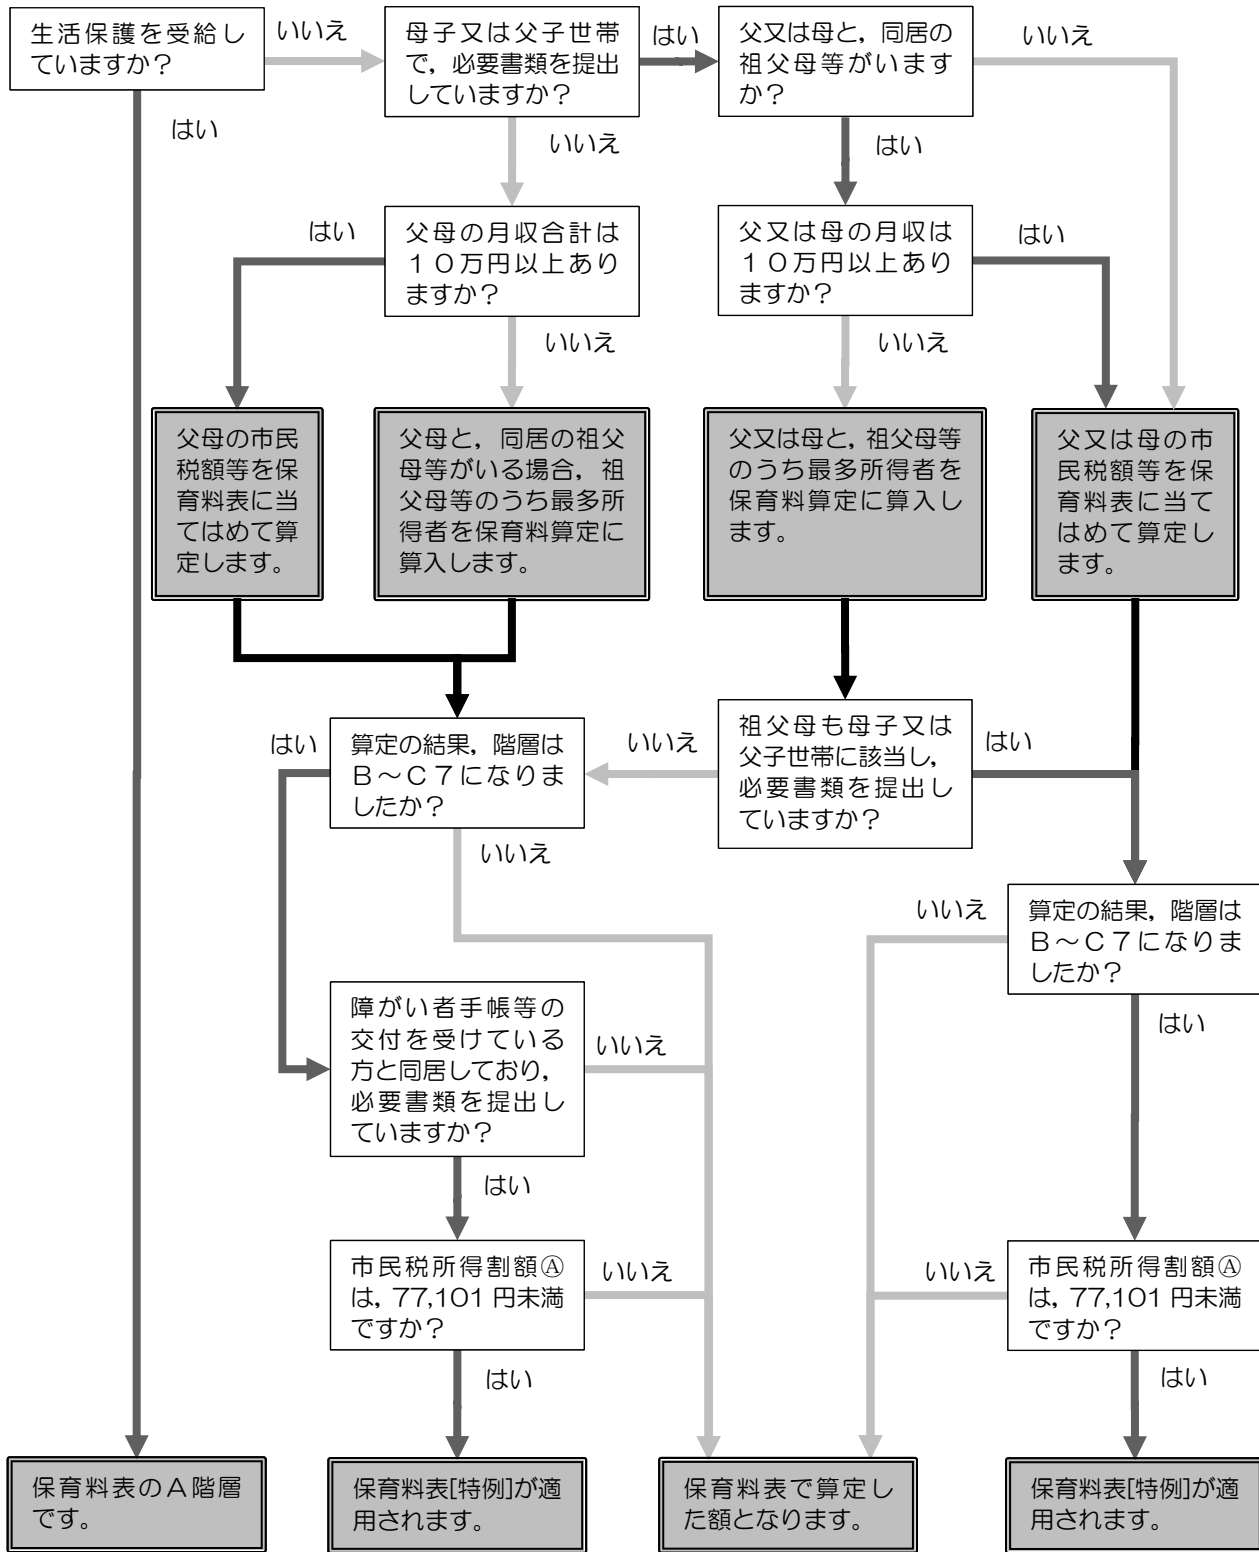 生活保護を受給し
ていますか？
いいえ
母子又は父子世帯
で，必要書類を提出
していますか？
はい
父又は母と，同居の
祖父母等がいます
か？
いいえ
はい
いいえ
はい
はい
父母の月収合計は
１０万円以上あり
ますか？
父又は母の月収は
１０万円以上あり
ますか？
はい
いいえ
いいえ
父母の市民
税額等を保
育料表に当
てはめて算
定します。
父母と，同居の祖父
母等がいる場合，祖
父母等のうち最多所
得者を保育料算定に
算入します。
父又は母と，祖父母等
のうち最多所得者を
保育料算定に算入し
ます。
父又は母の市
民税額等を保
育料表に当て
はめて算定し
ます。
はい
算定の結果，階層は
Ｂ～Ｃ７になりま
したか？
いいえ
祖父母も母子又は
父子世帯に該当し，
必要書類を提出し
ていますか？
はい
いいえ
いいえ
算定の結果，階層は
Ｂ～Ｃ７になりま
したか？
障がい者手帳等の
交付を受けている
方と同居しており，
必要書類を提出し
ていますか？
いいえ
はい
はい
市民税所得割額Ⓐ
は，77,101 円未満
ですか？
いいえ
いいえ
市民税所得割額Ⓐ
は，77,101 円未満
ですか？
はい
はい
保育料表のＡ階層
です。
保育料表[特例]が適
用されます。
保育料表で算定し
た額となります。
保育料表[特例]が適
用されます。